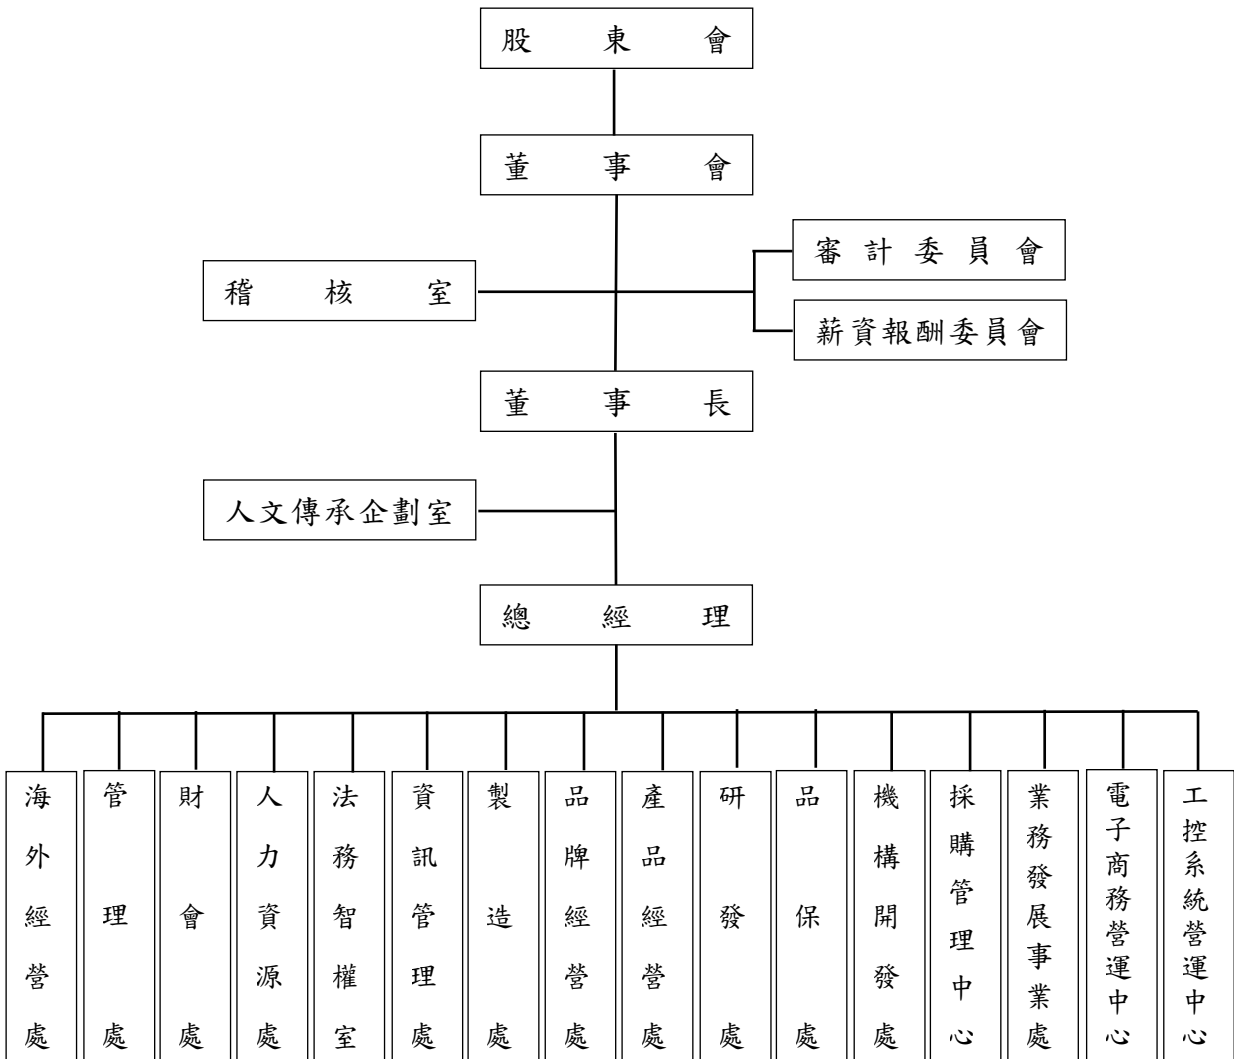 股東會
董事會
審計委員會
稽核室
薪資報酬委員會
董事長
人文傳承企劃室
總經理
海外經營處
管理處
財會處
人力資源處
法務智權室
資訊管理處
製造處
品牌經營處
產品經營處
研發處
品保處
機構開發處
採購管理中心
業務發展事業處
電子商務營運中心
工控系統營運中心